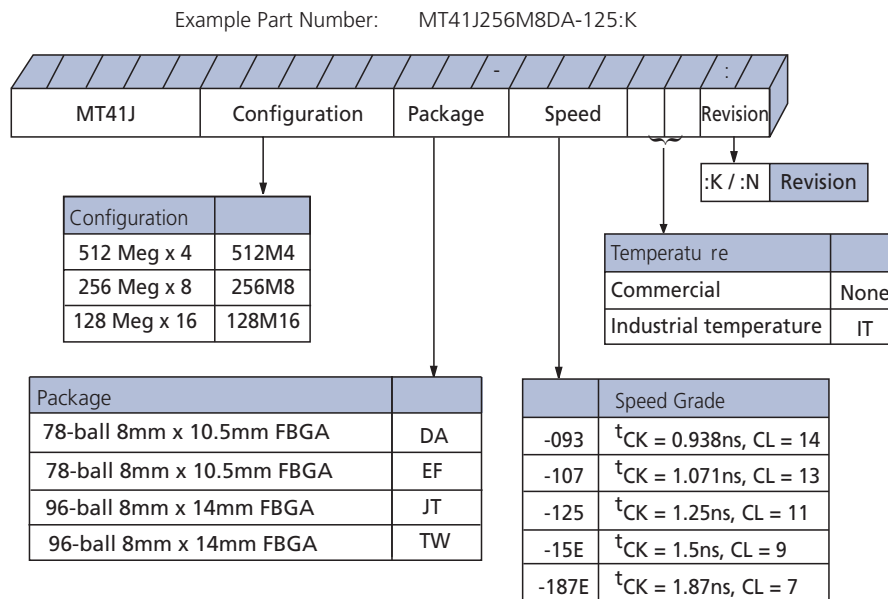 Example Part Number: MT41J256M8DA-125:K
- :
MT41J Configuration Package Speed Revision
:K / :N Revision
Configuration
512 Meg x 4 512M4
256 Meg x 8 256M8
128 Meg x 16 128M16
Temperatu re
Commercial None
Industrial temperature IT
Package
78-ball 8mm x 10.5mm FBGA DA
78-ball 8mm x 10.5mm FBGA EF
96-ball 8mm x 14mm FBGA JT
96-ball 8mm x 14mm FBGA TW
Speed Grade
-093 tCK = 0.938ns, CL = 14
-107 tCK = 1.071ns, CL = 13
-125 tCK = 1.25ns, CL = 11
-15E tCK = 1.5ns, CL = 9
-187E tCK = 1.87ns, CL = 7